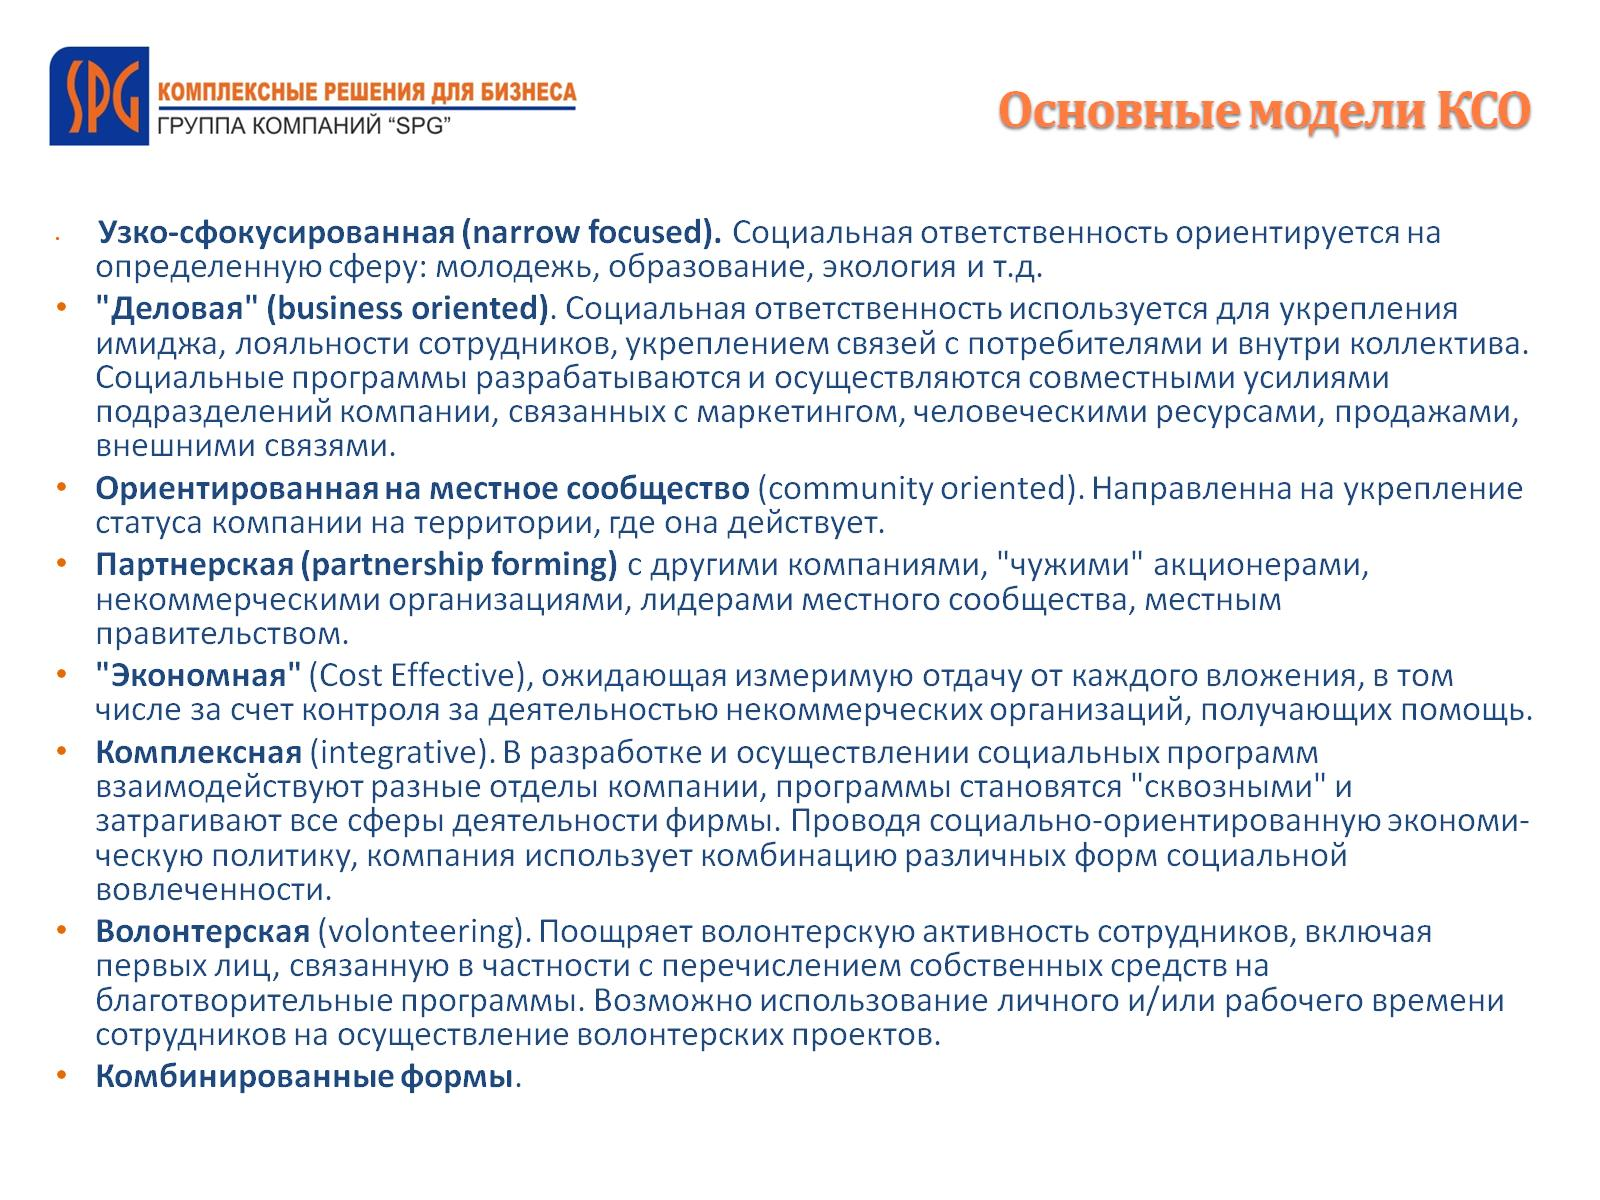 SPG
КОМПЛЕКСНЫЕ РЕШЕНИЯ ДЛЯ БИЗНЕСА
ГРУППА КОМПАНИЙ “SPG”
Основные модели КСО
• Узко-сфокусированная (narrow focused). Социальная ответственность ориентируется на
определенную сферу: молодежь, образование, экология и т.д.
• "Деловая" (business oriented). Социальная ответственность используется для укрепления
имиджа, лояльности сотрудников, укреплением связей с потребителями и внутри коллектива.
Социальные программы разрабатываются и осуществляются совместными усилиями
подразделений компании, связанных с маркетингом, человеческими ресурсами, продажами,
внешними связями.
• Ориентированная на местное сообщество (community oriented). Направленна на укрепление
статуса компании на территории, где она действует.
• Партнерская (partnership forming) с другими компаниями, "чужими" акционерами,
некоммерческими организациями, лидерами местного сообщества, местным
правительством.
• "Экономная" (Cost Effective), ожидающая измеримую отдачу от каждого вложения, в том
числе за счет контроля за деятельностью некоммерческих организаций, получающих помощь.
• Комплексная (integrative). В разработке и осуществлении социальных программ
взаимодействуют разные отделы компании, программы становятся "сквозными" и
затрагивают все сферы деятельности фирмы. Проводя социально-ориентированную экономи-
ческую политику, компания использует комбинацию различных форм социальной
вовлеченности.
• Волонтерская (volonteering). Поощряет волонтерскую активность сотрудников, включая
первых лиц, связанную в частности с перечислением собственных средств на
благотворительные программы. Возможно использование личного и/или рабочего времени
сотрудников на осуществление волонтерских проектов.
• Комбинированные формы.